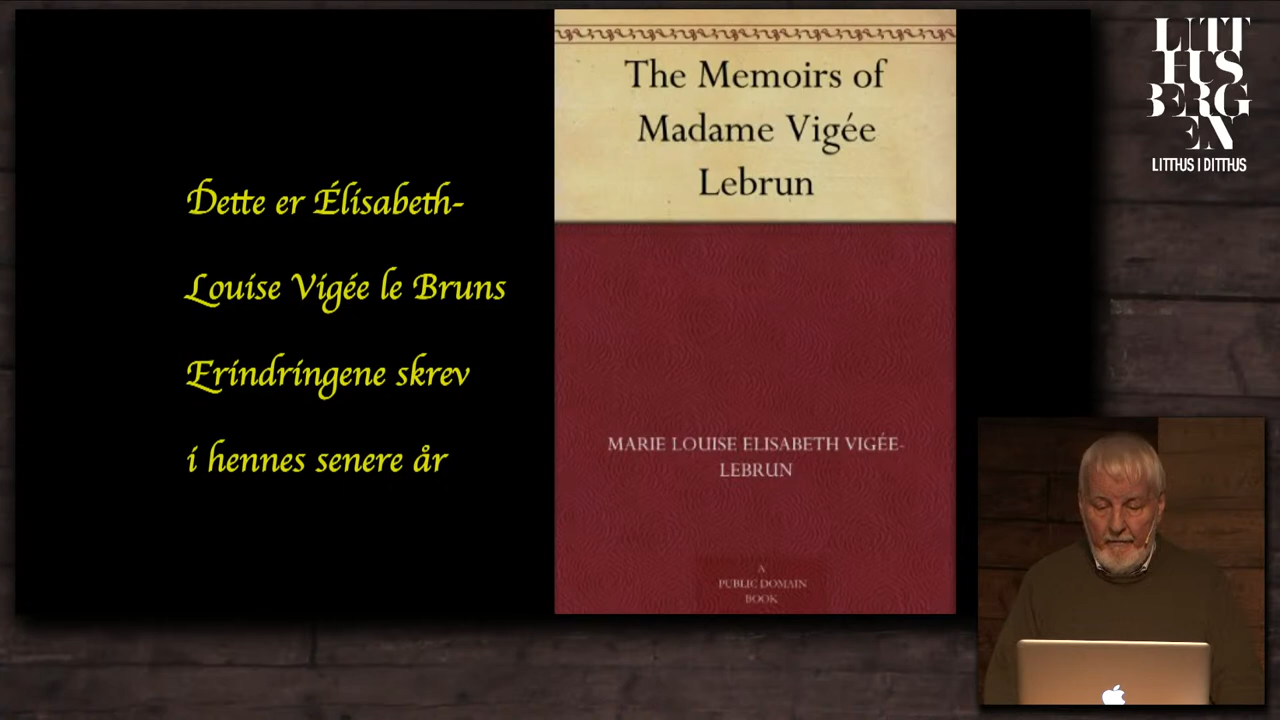 Dette er Élisabeth-
Louise Vigée le Bruns
Erindringene skrev
i hennes senere år
The Memoirs of
Madame Vigée
Lebrun
MARIE LOUISE ELISABETH VIGÉE-
LEBRUN
A
PUBLIC DOMAIN
BOOK
LITT
HUS
BERG
EN
LITTHUS I DITTHUS